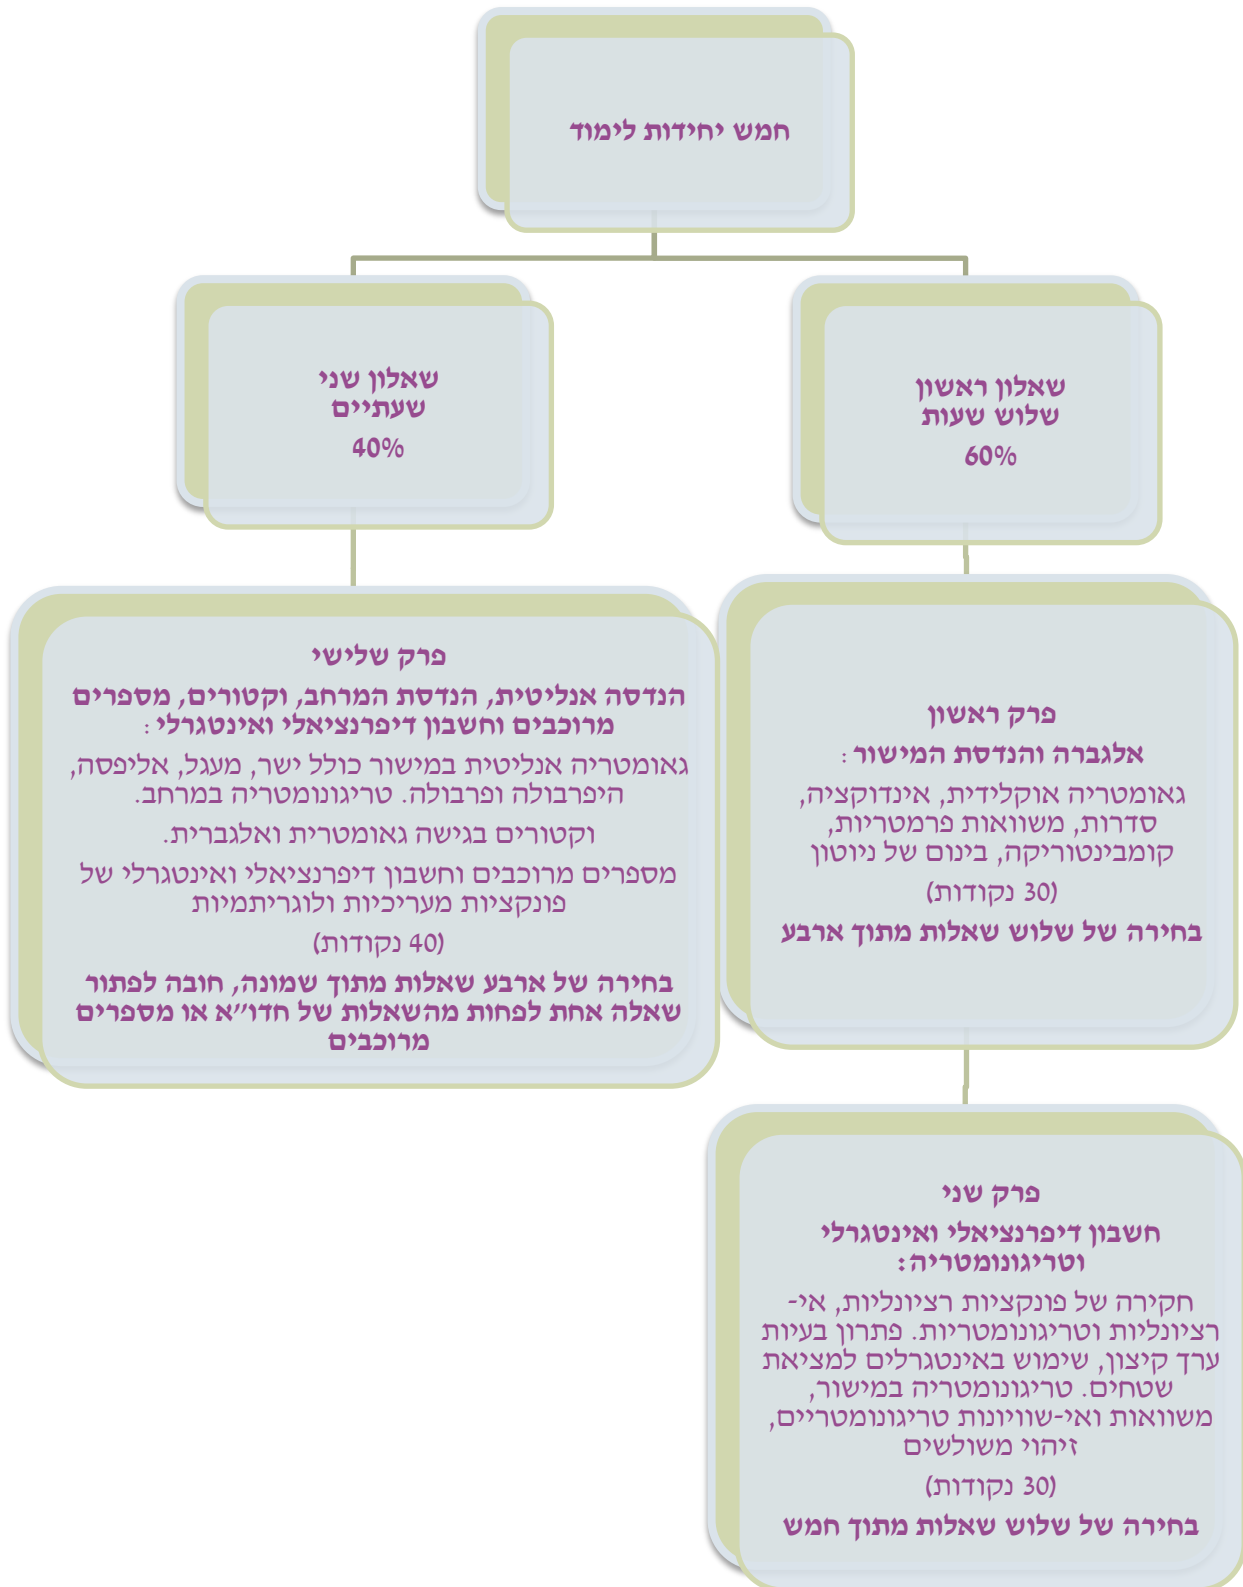 חמש יחידות לימוד
שאלון ראשון
שלוש שעות
60%
שאלון שני
שעתיים
40%
פרק ראשון
אלגברה והנדסת המישור:
גאומטריה אוקלידית, אינדוקציה,
סדרות, משוואות פרמטריות,
קומבינטוריקה, בינום של ניוטון
(30 נקודות)
בחירה של שלוש שאלות מתוך ארבע
פרק שני
חשבון דיפרנציאלי ואינטגרלי
וטריגונומטריה:
חקירה של פונקציות רציונליות, אי-
רציונליות וטריגונומטריות. פתרון בעיות
ערך קיצון, שימוש באינטגרלים למציאת
שטחים. טריגונומטריה במישור,
משוואות ואי-שוויונות טריגונומטריים,
זיהוי משולשים
(30 נקודות)
בחירה של שלוש שאלות מתוך חמש
פרק שלישי
הנדסה אנליטית, הנדסת המרחב, וקטורים, מספרים
מרוכבים וחשבון דיפרנציאלי ואינטגרלי:
גאומטריה אנליטית במישור כולל ישר, מעגל, אליפסה,
היפרבולה ופרבולה. טריגונומטריה במרחב.
וקטורים בגישה גאומטרית ואלגברית.
מספרים מרוכבים וחשבון דיפרנציאלי ואינטגרלי של
פונקציות מעריכיות ולוגריתמיות
(40 נקודות)
בחירה של ארבע שאלות מתוך שמונה, חובה לפתור
שאלה אחת לפחות מהשאלות של חדו״א או מספרים
מרוכבים